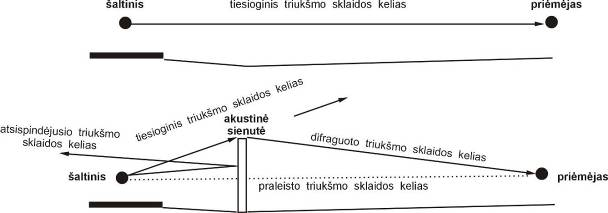 šaltinis
tiesioginis triukšmo sklaidos kelias
priėmėjas
tiesioginis triukšmo sklaidos kelias
akustinė
sienutė
atsispindėjusio triukšmo
sklaidos kelias
difraguoto triukšmo sklaidos kelias
šaltinis
praleisto triukšmo sklaidos kelias
priėmėjas